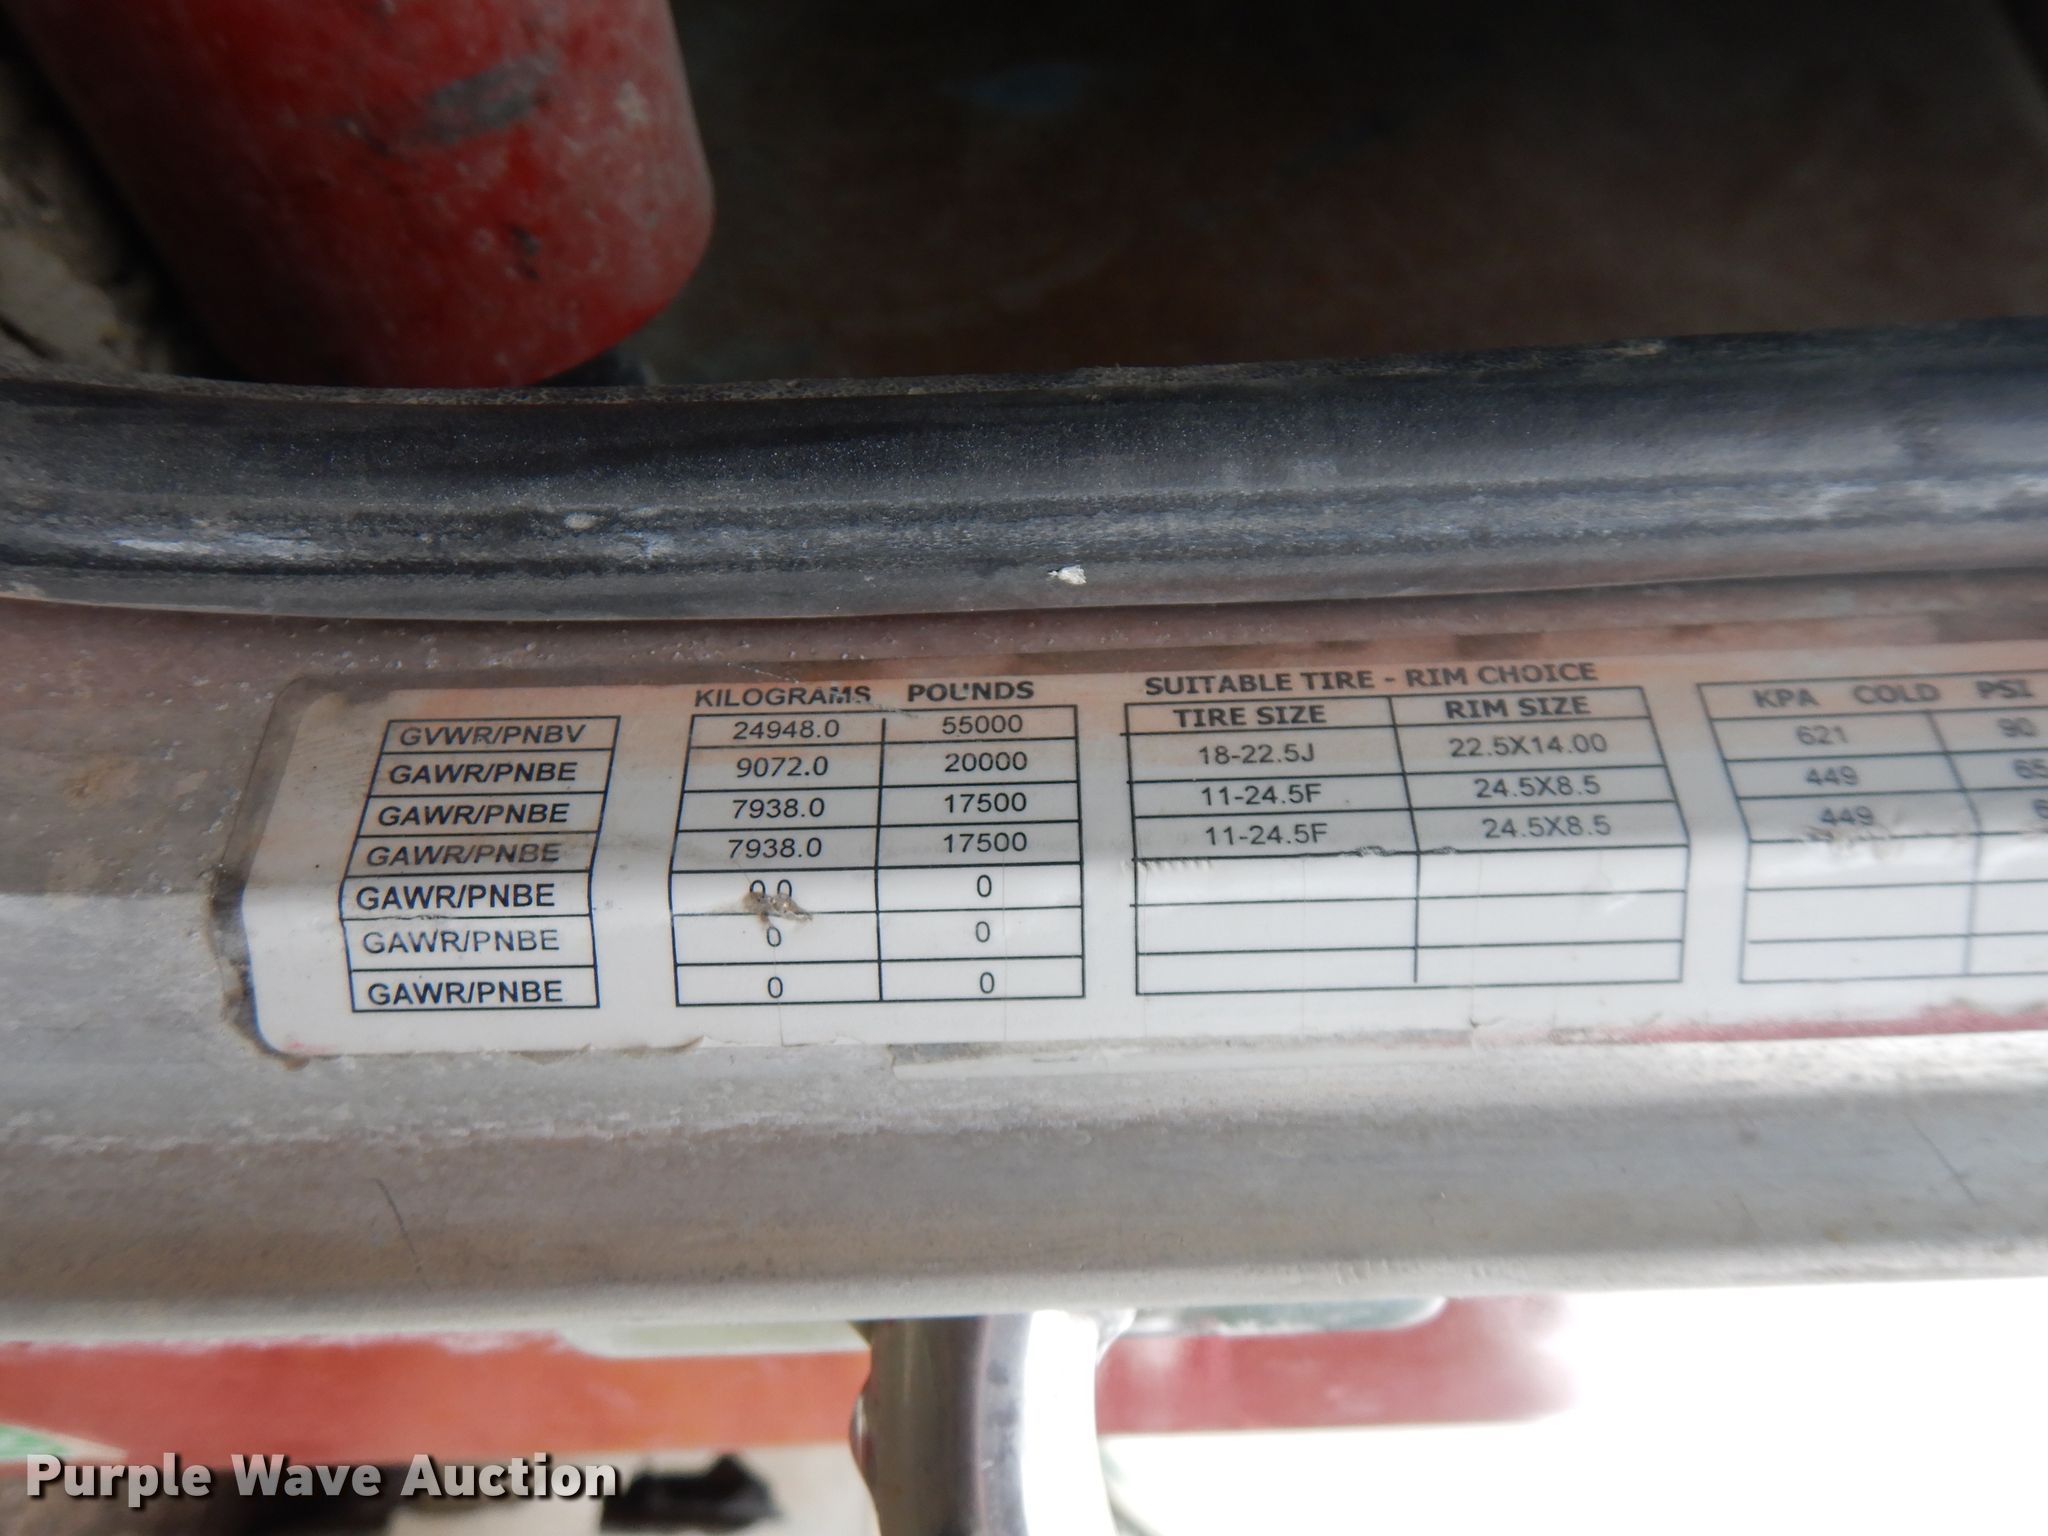 KILOGRAMS POUNDS SUITABLE TIRE - RIM CHOICE
TIRE SIZE RIM SIZE KPA COLD PSI
GVWR/PNBV 24948.0 55000 18-22.5J 22.5X14.00 621 90
GAWR/PNBE 9072.0 20000 11-24.5F 24.5X8.5 449 65
GAWR/PNBE 7938.0 17500 11-24.5F 24.5X8.5 449
GAWR/PNBE 7938.0 17500
GAWR/PNBE 0.0 0
GAWR/PNBE 0 0
GAWR/PNBE 0 0
Purple Wave Auction